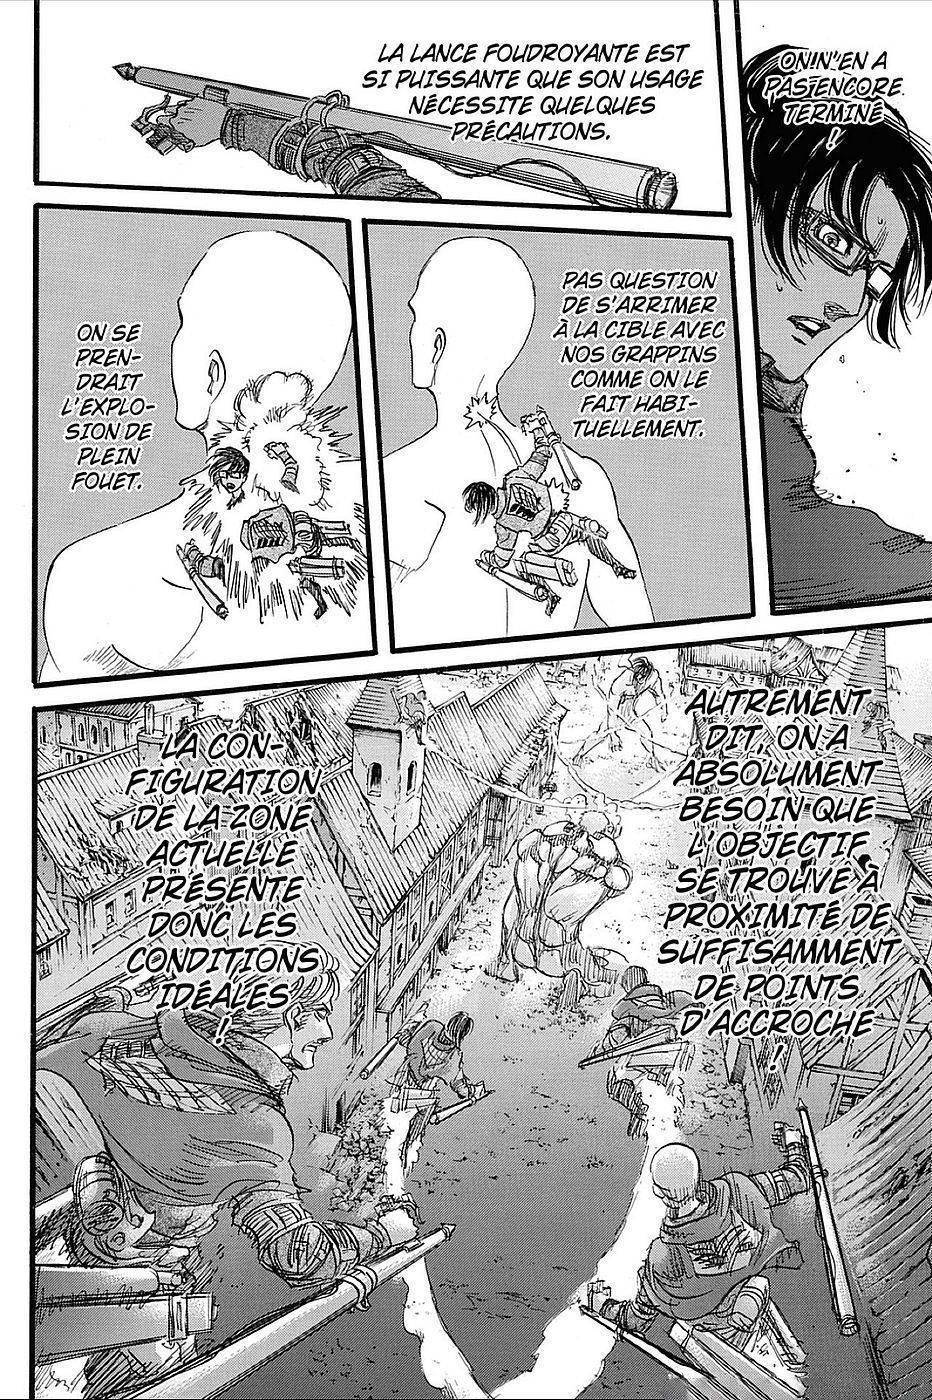 ON N'EN A
PAS ENCORE
TERMINÉ
!
LA LANCE FOUDROYANTE EST
SI PUISSANTE QUE SON USAGE
NÉCESSITE QUELQUES
PRÉCAUTIONS.
PAS QUESTION
DE S'ARRIMER
À LA CIBLE AVEC
NOS GRAPPINS
COMME ON LE
FAIT HABI-
TUELLEMENT.
ON SE
PREN-
DRAIT
L'EXPLO-
SION DE
PLEIN
FOUET.
AUTREMENT
DIT, ON A
ABSOLUMENT
BESOIN QUE
L'OBJECTIF
SE TROUVE À
PROXIMITÉ DE
SUFFISAMMENT
DE POINTS
D'ACCROCHE
!
LA CON-
FIGURATION
DE LA ZONE
ACTUELLE
PRÉSENTE
DONC LES
CONDITIONS
IDÉALES
!